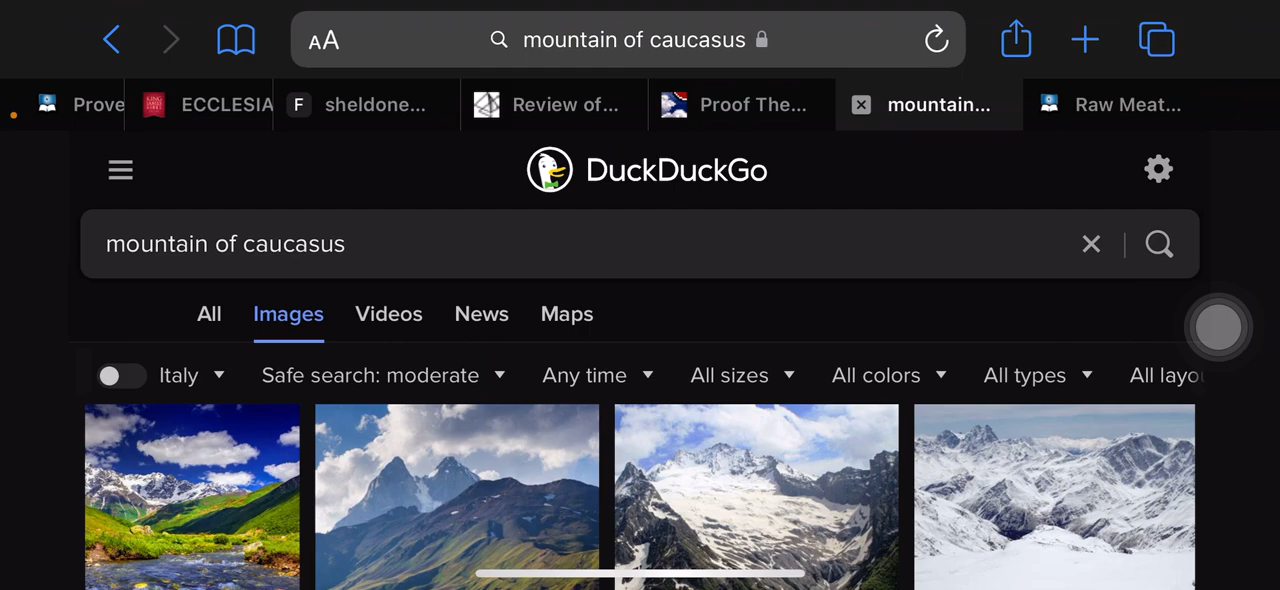 AA mountain of caucasus
Prove ECCLESIA F sheldone... Review of... Proof The... mountain... Raw Meat...
DuckDuckGo
mountain of caucasus
All Images Videos News Maps
Italy Safe search: moderate Any time All sizes All colors All types All layou